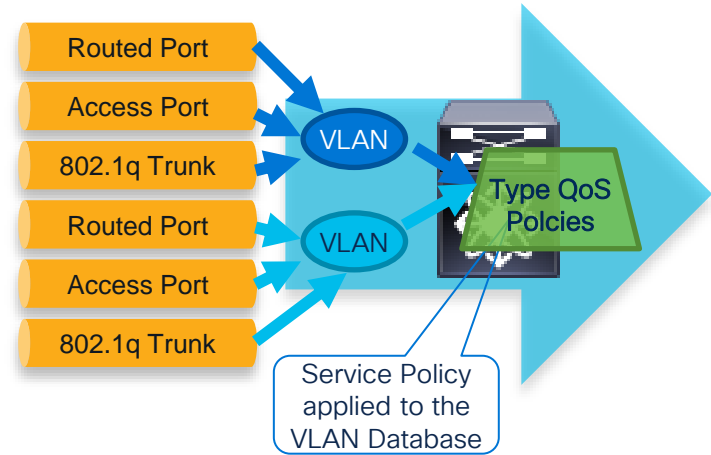 Routed Port
Access Port
802.1q Trunk
Routed Port
Access Port
802.1q Trunk
VLAN
VLAN
Type QoS
Polcies
Service Policy
applied to the
VLAN Database